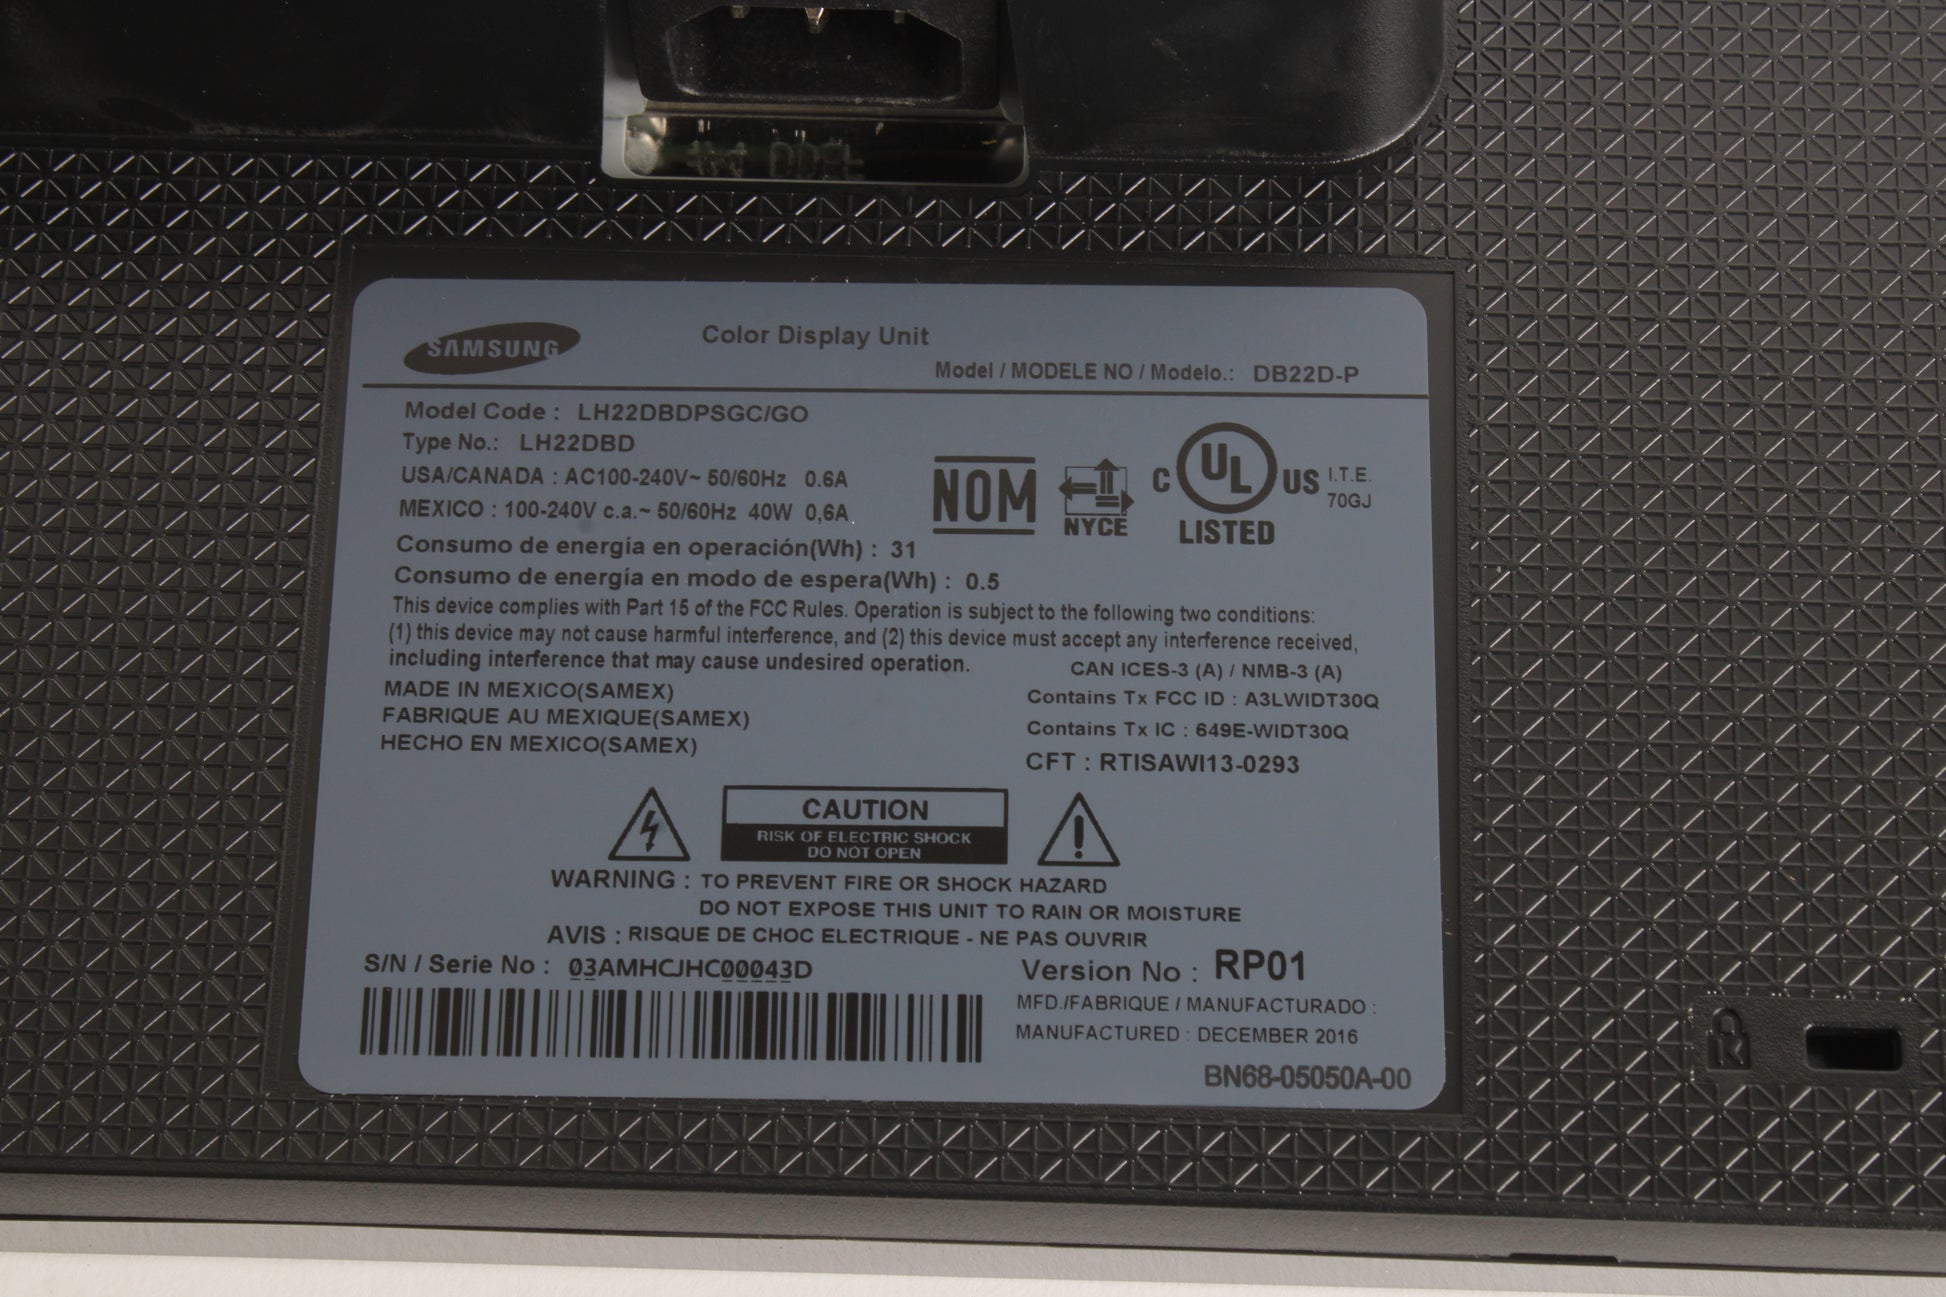 SAMSUNG
Color Display Unit
Model / MODELE NO / Modelo.: DB22D-P
Model Code : LH22DBDPSGC/GO
Type No.: LH22DBD
USA/CANADA : AC100-240V~ 50/60Hz 0.6A
MEXICO : 100-240V c.a.~ 50/60Hz 40W 0,6A
NOM
NYCE
C UL US
LISTED
I.T.E.
70GJ
Consumo de energía en operación(Wh) : 31
Consumo de energía en modo de espera(Wh) : 0.5
This device complies with Part 15 of the FCC Rules. Operation is subject to the following two conditions:
(1) this device may not cause harmful interference, and (2) this device must accept any interference received,
including interference that may cause undesired operation.
CAN ICES-3 (A) / NMB-3 (A)
MADE IN MEXICO(SAMEX)
FABRIQUE AU MEXIQUE(SAMEX)
HECHO EN MEXICO(SAMEX)
Contains Tx FCC ID : A3LWIDT30Q
Contains Tx IC : 649E-WIDT30Q
CFT : RTISAWI13-0293
CAUTION
RISK OF ELECTRIC SHOCK
DO NOT OPEN
WARNING : TO PREVENT FIRE OR SHOCK HAZARD
DO NOT EXPOSE THIS UNIT TO RAIN OR MOISTURE
AVIS : RISQUE DE CHOC ELECTRIQUE - NE PAS OUVRIR
S/N / Serie No : 03AMHCJHC00043D
Version No : RP01
MFD./FABRIQUE / MANUFACTURADO :
MANUFACTURED : DECEMBER 2016
BN68-05050A-00